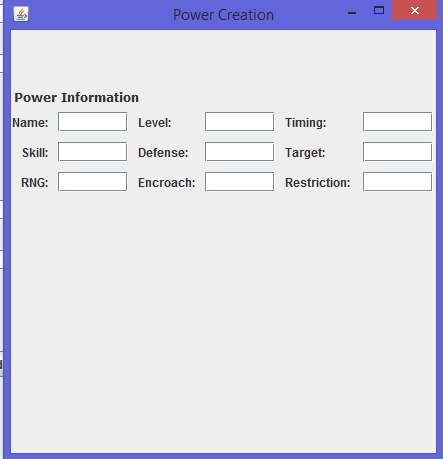 Power Creation
Power Information
Name: Level: Timing:
Skill: Defense: Target:
RNG: Encroach: Restriction: